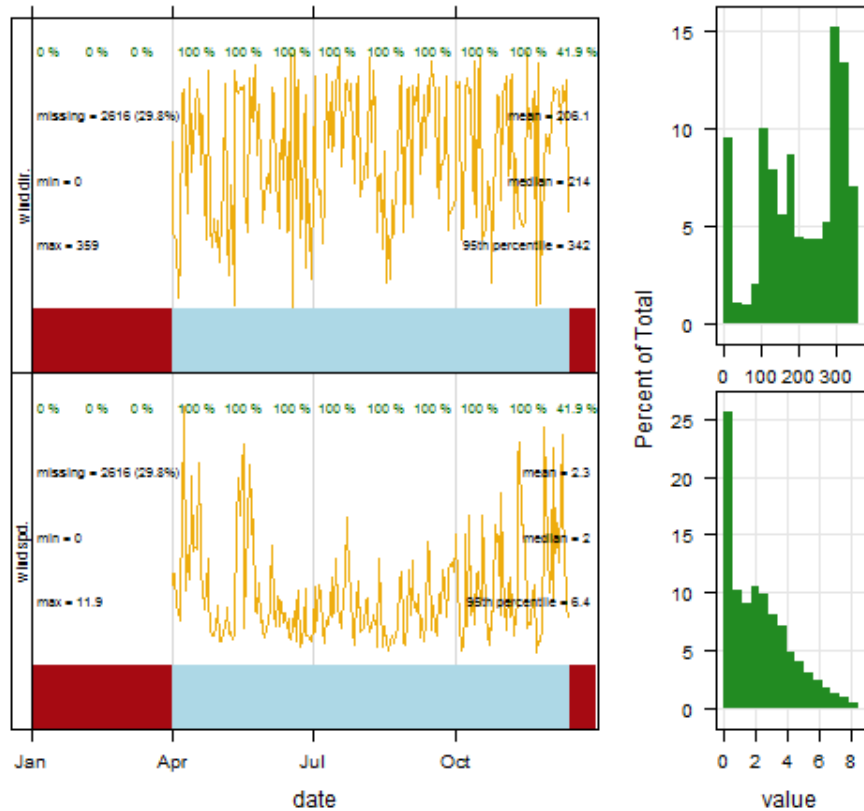 0 % 0 % 0 % 100 % 100 % 100 % 100 % 100 % 100 % 100 % 100 % 41.9 %
missing = 2616 (29.8%)
mean = 206.1
min = 0
median = 214
max = 359
95th percentile = 342
wind dir.
0 % 0 % 0 % 100 % 100 % 100 % 100 % 100 % 100 % 100 % 100 % 41.9 %
missing = 2616 (29.8%)
mean = 2.3
min = 0
median = 2
max = 11.9
95th percentile = 6.4
wind spd.
Jan Apr Jul Oct
date
Percent of Total
15
10
5
0
0 100 200 300
25
20
15
10
5
0
0 2 4 6 8
value